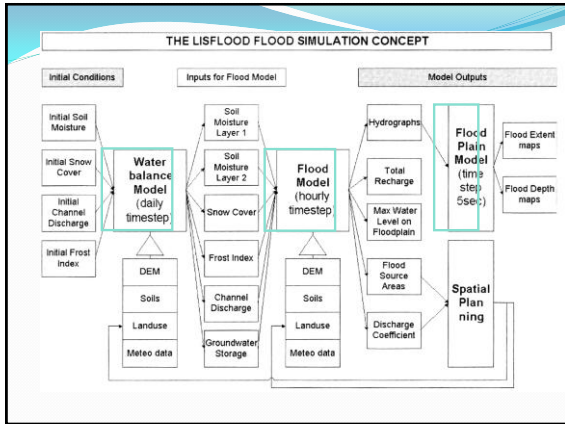 THE LISFLOOD FLOOD SIMULATION CONCEPT
Initial Conditions
Inputs for Flood Model
Model Outputs
Initial Soil
Moisture
Initial Snow
Cover
Initial
Channel
Discharge
Initial Frost
Index
Water
balance
Model
(daily
timestep)
DEM
Soils
Landuse
Meteo data
Soil
Moisture
Layer 1
Soil
Moisture
Layer 2
Snow Cover
Frost Index
Channel
Discharge
Groundwater
Storage
Flood
Model
(hourly
timestep)
DEM
Soils
Landuse
Meteo data
Hydrographs
Total
Recharge
Max Water
Level on
Floodplain
Flood
Source
Areas
Discharge
Coefficient
Flood
Plain
Model
(time
step
5sec)
Spatial
Plan
ning
Flood Extent
maps
Flood Depth
maps